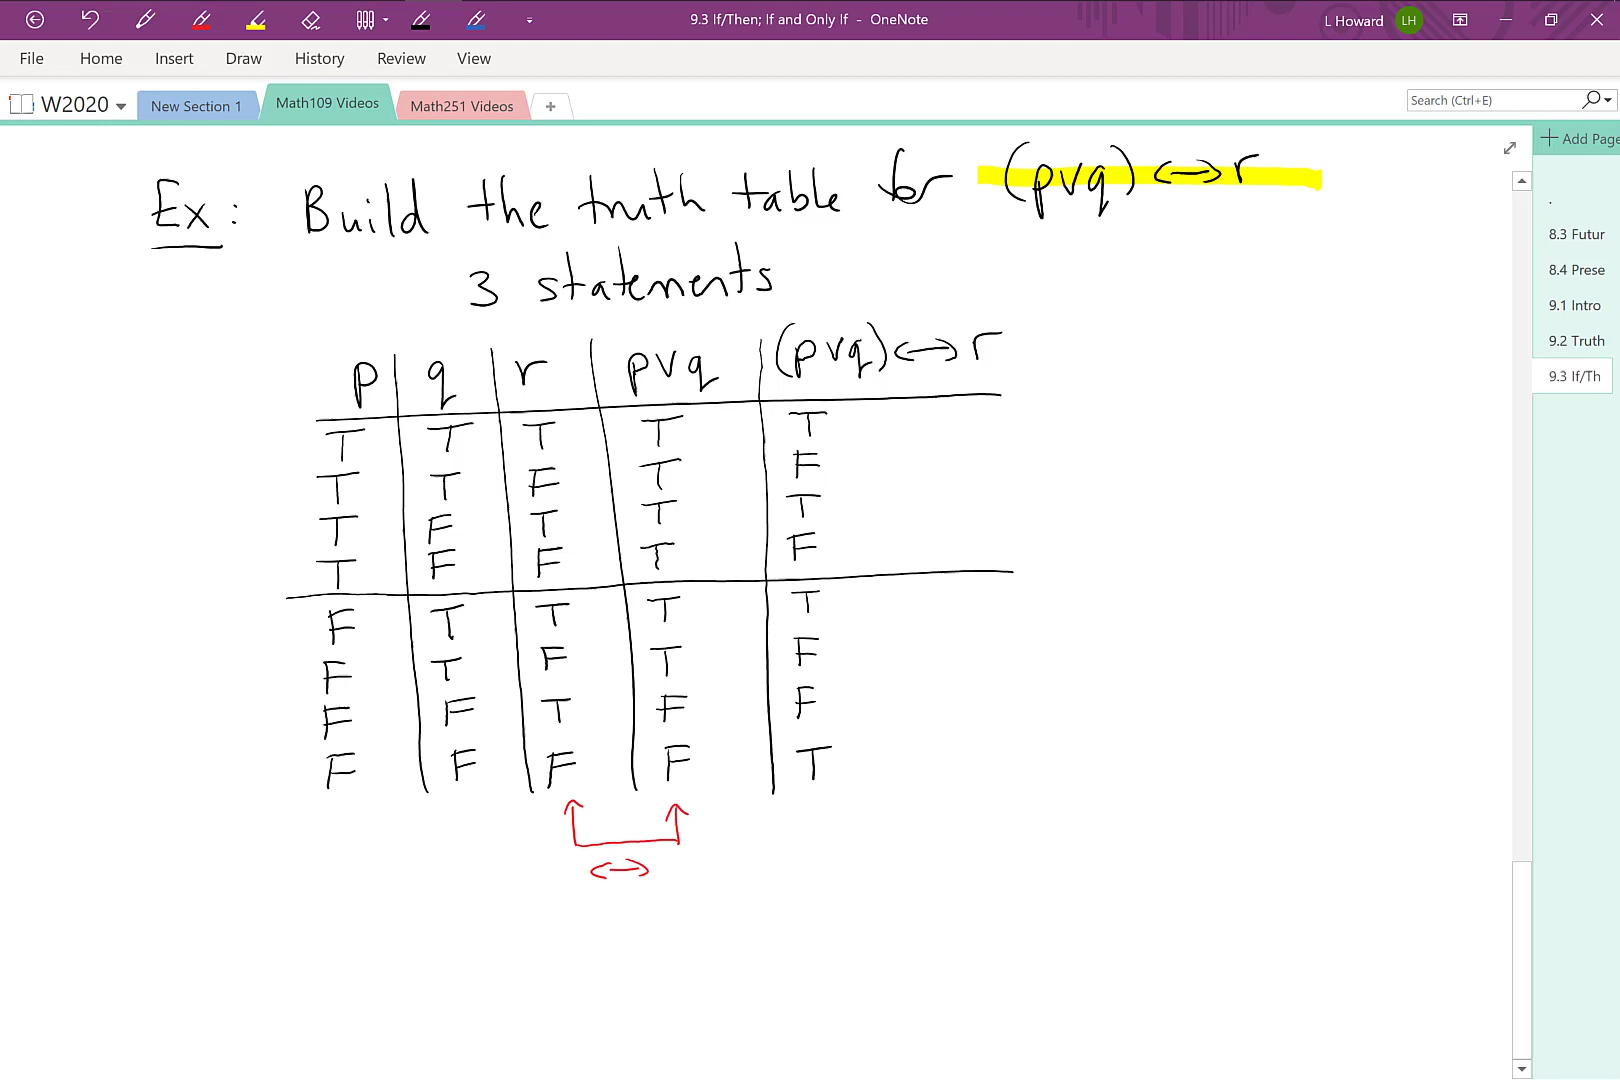 9.3 If/Then; If and Only If - OneNote
L Howard LH
File Home Insert Draw History Review View
W2020 New Section 1 Math109 Videos Math251 Videos +
Search (Ctrl+E)
Add Page
.
8.3 Futur
8.4 Prese
9.1 Intro
9.2 Truth
9.3 If/Th
Ex: Build the truth table for (p∨q)↔r
3 statements
p q r p∨q (p∨q)↔r
T T T T T
T T F T F
T F T T T
T F F T F
F T T T T
F T F T F
F F T F F
F F F F T
↔